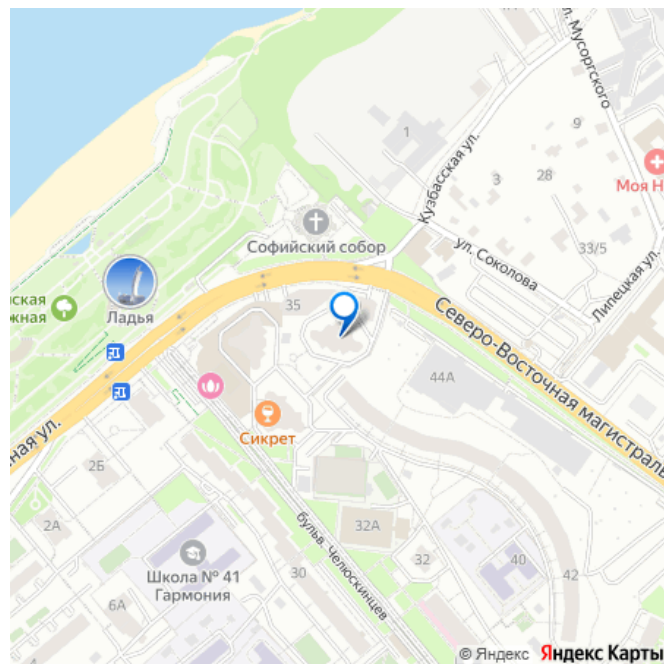 ул. Мусоргского
1
Кузбасская ул.
9
3
28
Моя Н
Софийский собор
ул. Соколова
33/5
Липецкая ул.
ская
жная
Ладья
35
Северо-Восточная магистраль
44А
ная ул.
Сикрет
2Б
2А
32А
бульв. Челюскинцев
Школа № 41
Гармония
30
32
40
42
6А
© Яндекс Яндекс Карты